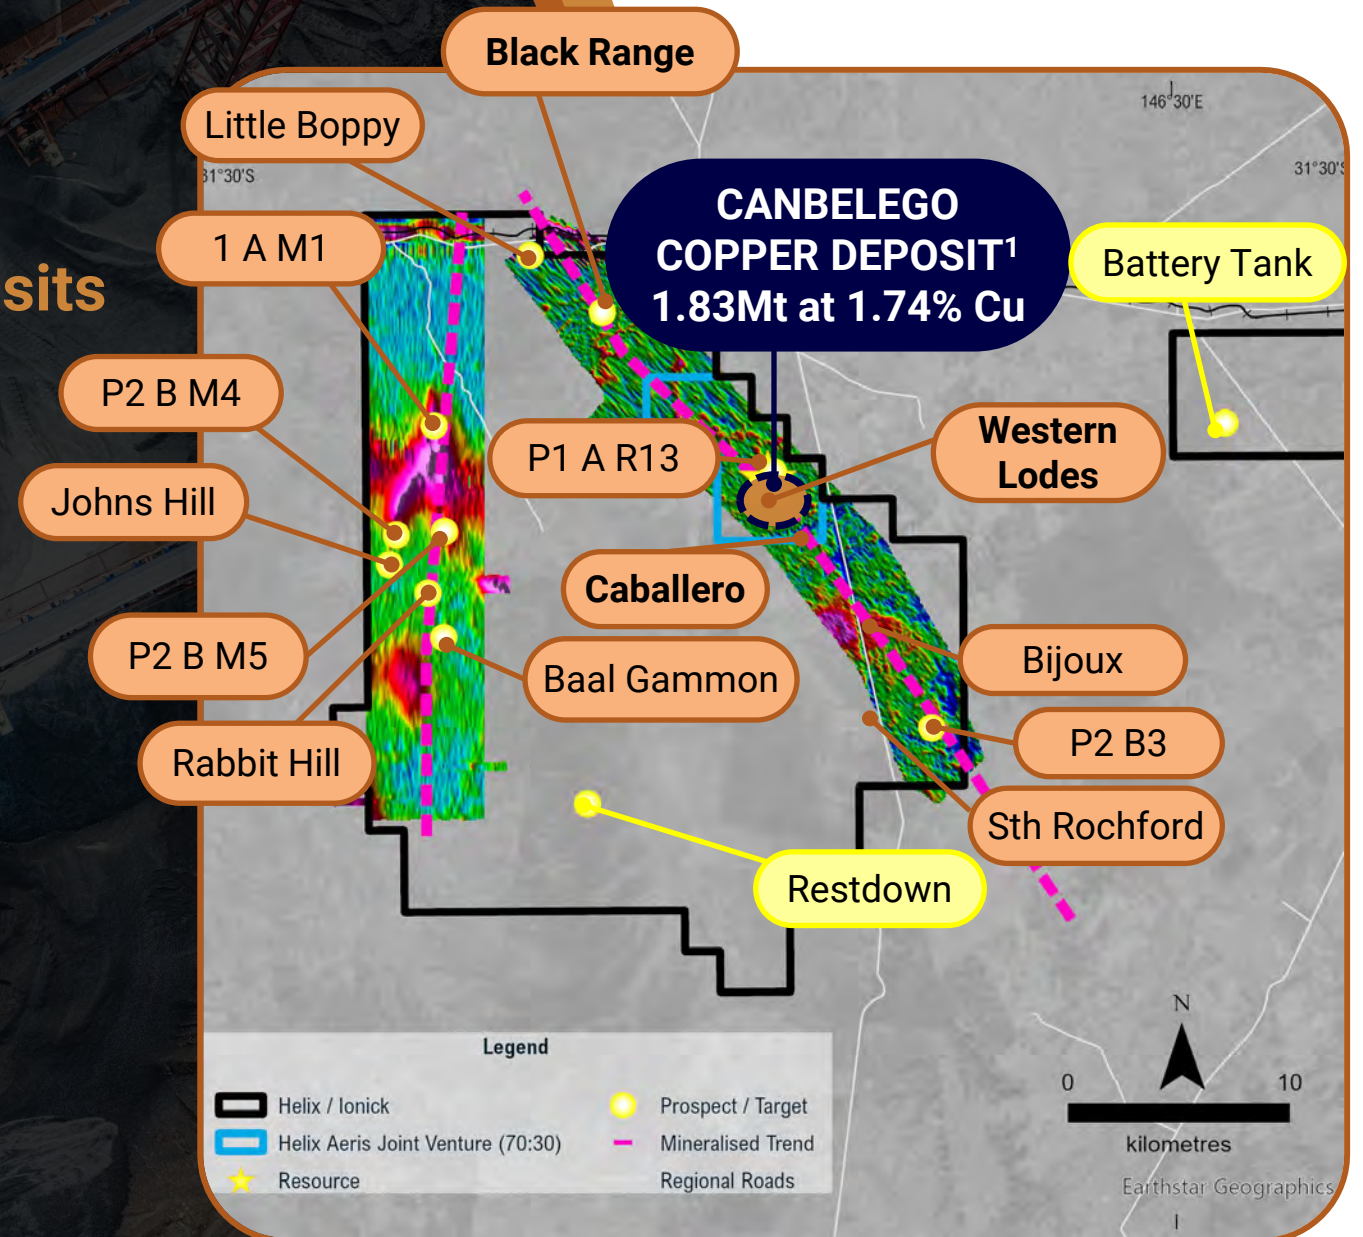 Black Range
146°30'E
Little Boppy
31°30'S
31°30'S
CANBELEGO
COPPER DEPOSIT¹
1.83Mt at 1.74% Cu
1 A M1
Battery Tank
sits
P2 B M4
Western
Lodes
P1 A R13
Johns Hill
Caballero
P2 B M5
Baal Gammon
Bijoux
Rabbit Hill
P2 B3
Sth Rochford
Restdown
N
0 10
kilometres
Earthstar Geographics
Legend
Helix / Ionick
Prospect / Target
Helix Aeris Joint Venture (70:30)
Mineralised Trend
Resource
Regional Roads